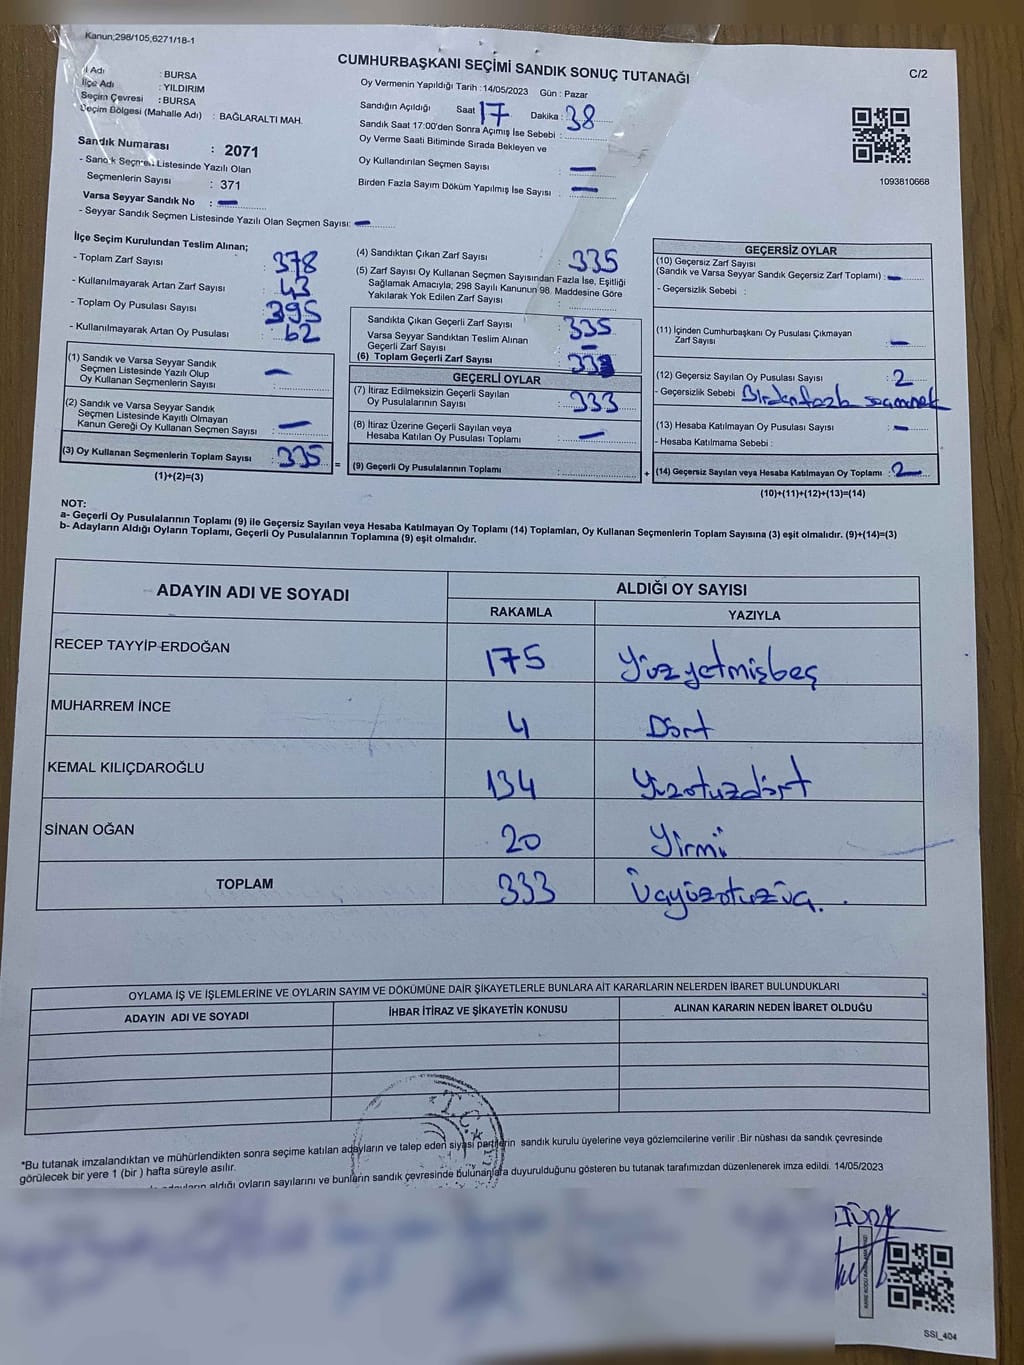 Kanun;298/105,6271/18-1
CUMHURBAŞKANI SEÇİMİ SANDIK SONUÇ TUTANAĞI
C/2
İl Adı : BURSA
İlçe Adı : YILDIRIM
Seçim Çevresi : BURSA
Seçim Bölgesi (Mahalle Adı) : BAĞLARALTI MAH.
Sandık Numarası : 2071
- Sandık Seçmen Listesinde Yazılı Olan
Seçmenlerin Sayısı : 371
Varsa Seyyar Sandık No : —
- Seyyar Sandık Seçmen Listesinde Yazılı Olan Seçmen Sayısı: —
Oy Vermenin Yapıldığı Tarih : 14/05/2023 Gün : Pazar
Sandığın Açıldığı Saat 17 Dakika : 38
Sandık Saat 17:00'den Sonra Açımış İse Sebebi :
Oy Verme Saati Bitiminde Sırada Bekleyen ve
Oy Kullandırılan Seçmen Sayısı : —
Birden Fazla Sayım Döküm Yapılmış İse Sayısı : —
1093810668
İlçe Seçim Kurulundan Teslim Alınan;
- Toplam Zarf Sayısı : 378
- Kullanılmayarak Artan Zarf Sayısı : 43
- Toplam Oy Pusulası Sayısı : 395
- Kullanılmayarak Artan Oy Pusulası : 62
(1) Sandık ve Varsa Seyyar Sandık
Seçmen Listesinde Yazılı Olup
Oy Kullanan Seçmenlerin Sayısı : —
(2) Sandık ve Varsa Seyyar Sandık
Seçmen Listesinde Kayıtlı Olmayan
Kanun Gereği Oy Kullanan Seçmen Sayısı : —
(3) Oy Kullanan Seçmenlerin Toplam Sayısı : 335
(1)+(2)=(3)
=
(4) Sandıktan Çıkan Zarf Sayısı : 335
(5) Zarf Sayısı Oy Kullanan Seçmen Sayısından Fazla İse, Eşitliği
Sağlamak Amacıyla; 298 Sayılı Kanunun 98. Maddesine Göre
Yakılarak Yok Edilen Zarf Sayısı :
Sandıkta Çıkan Geçerli Zarf Sayısı : 335
Varsa Seyyar Sandıktan Teslim Alınan
Geçerli Zarf Sayısı : —
(6) Toplam Geçerli Zarf Sayısı
GEÇERLİ OYLAR
(7) İtiraz Edilmeksizin Geçerli Sayılan
Oy Pusulalarının Sayısı : 333
(8) İtiraz Üzerine Geçerli Sayılan veya
Hesaba Katılan Oy Pusulası Toplamı : —
(9) Geçerli Oy Pusulalarının Toplamı :
+
GEÇERSİZ OYLAR
(10) Geçersiz Zarf Sayısı
(Sandık ve Varsa Seyyar Sandık Geçersiz Zarf Toplamı) : —
- Geçersizlik Sebebi :
(11) İçinden Cumhurbaşkanı Oy Pusulası Çıkmayan
Zarf Sayısı : —
(12) Geçersiz Sayılan Oy Pusulası Sayısı : 2
- Geçersizlik Sebebi Birden fazla seçmek
(13) Hesaba Katılmayan Oy Pusulası Sayısı : —
- Hesaba Katılmama Sebebi :
(14) Geçersiz Sayılan veya Hesaba Katılmayan Oy Toplamı : 2
(10)+(11)+(12)+(13)=(14)
NOT:
a- Geçerli Oy Pusulalarının Toplamı (9) ile Geçersiz Sayılan veya Hesaba Katılmayan Oy Toplamı (14) Toplamları, Oy Kullanan Seçmenlerin Toplam Sayısına (3) eşit olmalıdır. (9)+(14)=(3)
b- Adayların Aldığı Oyların Toplamı, Geçerli Oy Pusulalarının Toplamına (9) eşit olmalıdır.
ADAYIN ADI VE SOYADI
ALDIĞI OY SAYISI
RAKAMLA YAZIYLA
RECEP TAYYİP ERDOĞAN 175 Yüzyetmişbeş
MUHARREM İNCE 4 Dört
KEMAL KILIÇDAROĞLU 134 Yüzotuzdört
SİNAN OĞAN 20 Yirmi
TOPLAM 333 Üçyüzotuzüç.
OYLAMA İŞ VE İŞLEMLERİNE VE OYLARIN SAYIM VE DÖKÜMÜNE DAİR ŞİKAYETLERLE BUNLARA AİT KARARLARIN NELERDEN İBARET BULUNDUKLARI
ADAYIN ADI VE SOYADI İHBAR İTİRAZ VE ŞİKAYETİN KONUSU ALINAN KARARIN NEDEN İBARET OLDUĞU
T.C.
*Bu tutanak imzalandıktan ve mühürlendikten sonra seçime katılan adayların ve talep eden siyasi partilerin sandık kurulu üyelerine veya gözlemcilerine verilir .Bir nüshası da sandık çevresinde
görülecek bir yere 1 (bir ) hafta süreyle asılır.
adayların aldığı oyların sayılarını ve bunların sandık çevresinde bulunanlara duyurulduğunu gösteren bu tutanak tarafımızdan düzenlenerek imza edildi. 14/05/2023
SSI_404